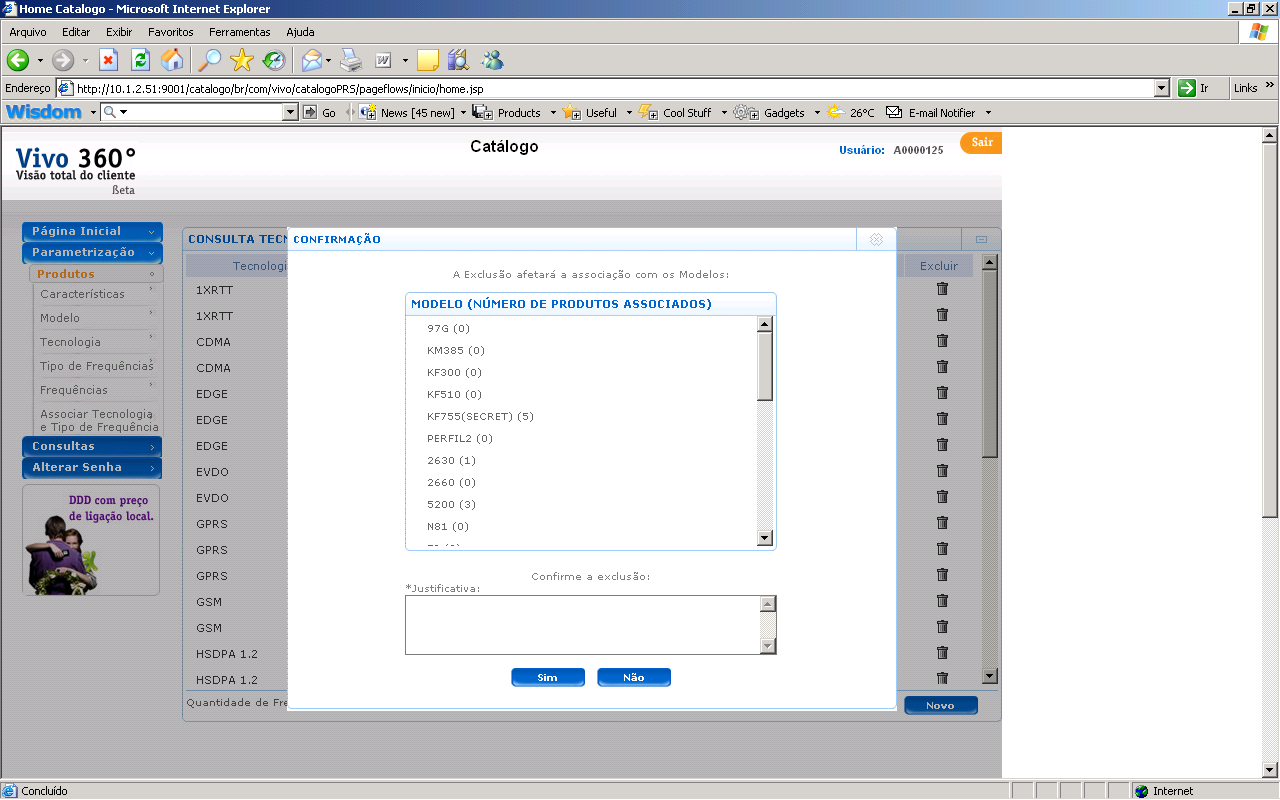 Home Catalogo - Microsoft Internet Explorer
Arquivo Editar Exibir Favoritos Ferramentas Ajuda
Endereço http://10.1.2.51:9001/catalogo/br/com/vivo/catalogoPRS/pageflows/inicio/home.jsp Ir Links »
Wisdom Go News [45 new] Products Useful Cool Stuff Gadgets 26°C E-mail Notifier
Vivo 360°
Visão total do cliente
ßeta
Catálogo
Usuário: A0000125
Sair
Página Inicial
Parametrização
Produtos
Características
Modelo
Tecnologia
Tipo de Frequências
Frequências
Associar Tecnologia
e Tipo de Frequência
Consultas
Alterar Senha
DDD com preço
de ligação local.
CONSULTA TECN
Tecnologi
Excluir
1XRTT
1XRTT
CDMA
CDMA
EDGE
EDGE
EDGE
EVDO
EVDO
GPRS
GPRS
GPRS
GSM
GSM
HSDPA 1.2
HSDPA 1.2
Quantidade de Fre
Novo
CONFIRMAÇÃO
A Exclusão afetará a associação com os Modelos:
MODELO (NÚMERO DE PRODUTOS ASSOCIADOS)
97G (0)
KM385 (0)
KF300 (0)
KF510 (0)
KF755(SECRET) (5)
PERFIL2 (0)
2630 (1)
2660 (0)
5200 (3)
N81 (0)
Confirme a exclusão:
*Justificativa:
Sim Não
Concluído
Internet